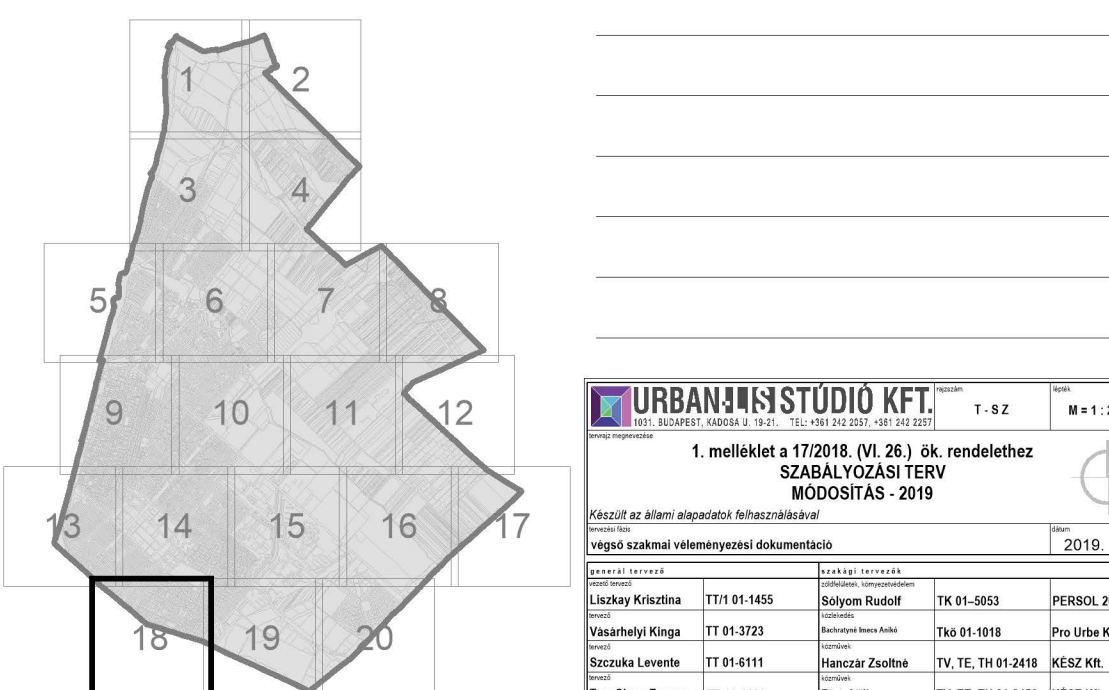 1
2
3
4
5
6
7
8
9
10
11
12
13
14
15
16
17
18
19
20
URBAN-LIS STÚDIÓ KFT.
1031. BUDAPEST, KADOSA U. 19-21. TEL: +361 242 2057, +361 242 2257
rajzszám
T - S Z
lépték
M = 1 : 2
tervrajz megnevezése
1. melléklet a 17/2018. (VI. 26.) ök. rendelethez
SZABÁLYOZÁSI TERV
MÓDOSÍTÁS - 2019
Készült az állami alapadatok felhasználásával
tervezési fázis
végső szakmai véleményezési dokumentáció
dátum
2019.
generál tervező
szakági tervezők
vezető tervező
zöldfelületek, környezetvédelem
Liszkay Krisztina TT/1 01-1455 Sólyom Rudolf TK 01–5053 PERSOL 2
tervező
közlekedés
Vásárhelyi Kinga TT 01-3723 Bachratyné Imecs Anikó Tkö 01-1018 Pro Urbe K
tervező
közművek
Szczuka Levente TT 01-6111 Hanczár Zsoltné TV, TE, TH 01-2418 KÉSZ Kft.
tervező
közművek